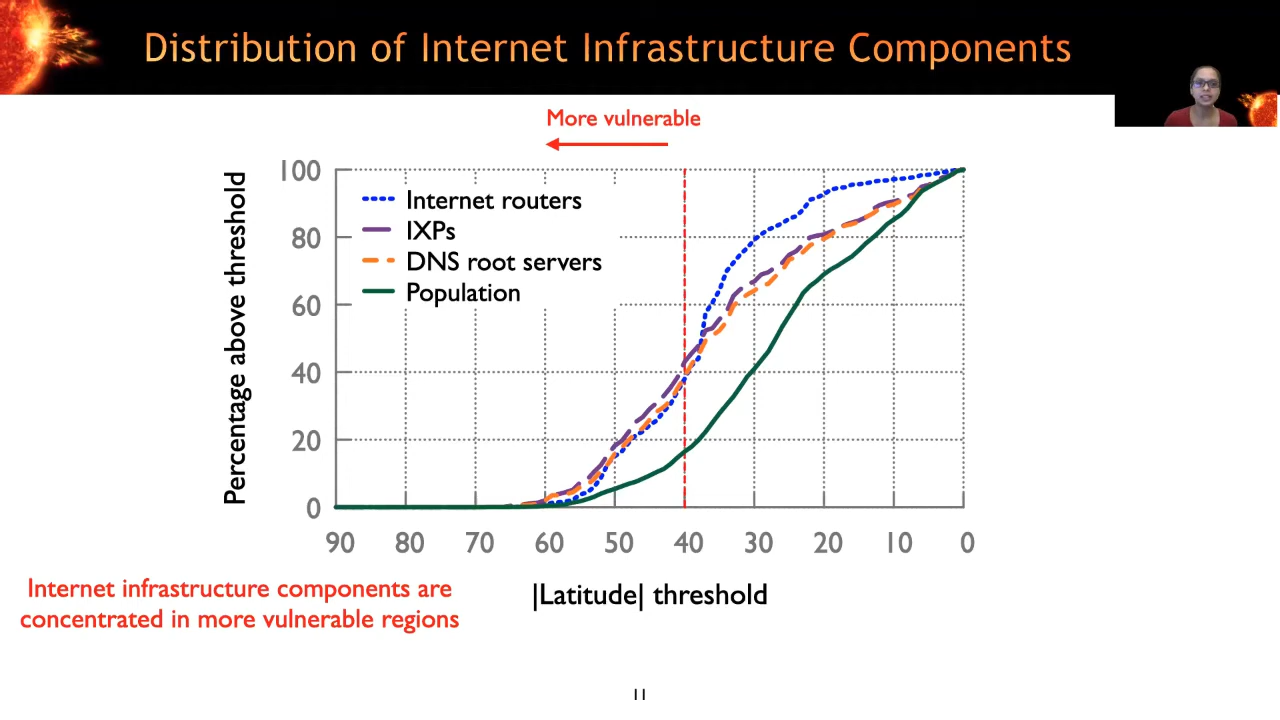 Distribution of Internet Infrastructure Components
More vulnerable
Percentage above threshold
100
80
60
40
20
0
Internet routers
IXPs
DNS root servers
Population
90 80 70 60 50 40 30 20 10 0
|Latitude| threshold
Internet infrastructure components are
concentrated in more vulnerable regions
11